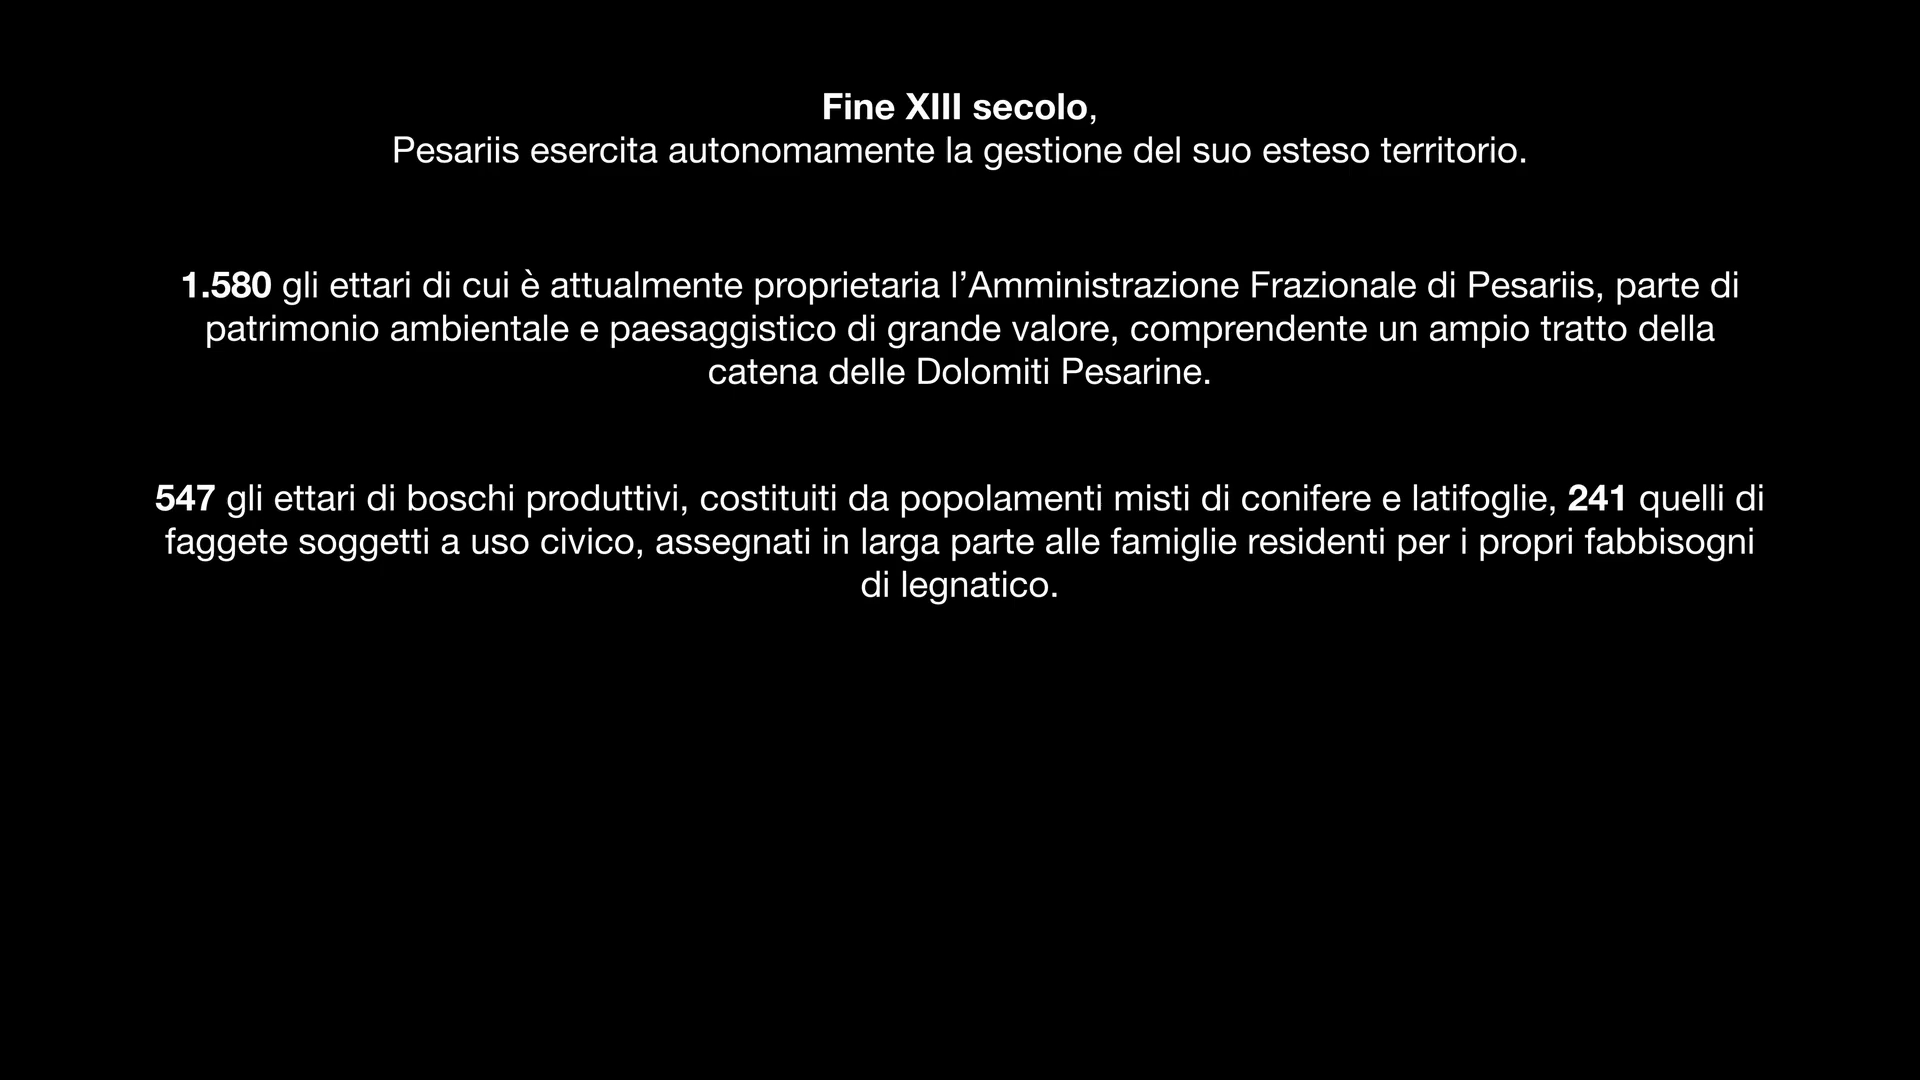 Fine XIII secolo,
Pesariis esercita autonomamente la gestione del suo esteso territorio.
1.580 gli ettari di cui è attualmente proprietaria l’Amministrazione Frazionale di Pesariis, parte di
patrimonio ambientale e paesaggistico di grande valore, comprendente un ampio tratto della
catena delle Dolomiti Pesarine.
547 gli ettari di boschi produttivi, costituiti da popolamenti misti di conifere e latifoglie, 241 quelli di
faggete soggetti a uso civico, assegnati in larga parte alle famiglie residenti per i propri fabbisogni
di legnatico.